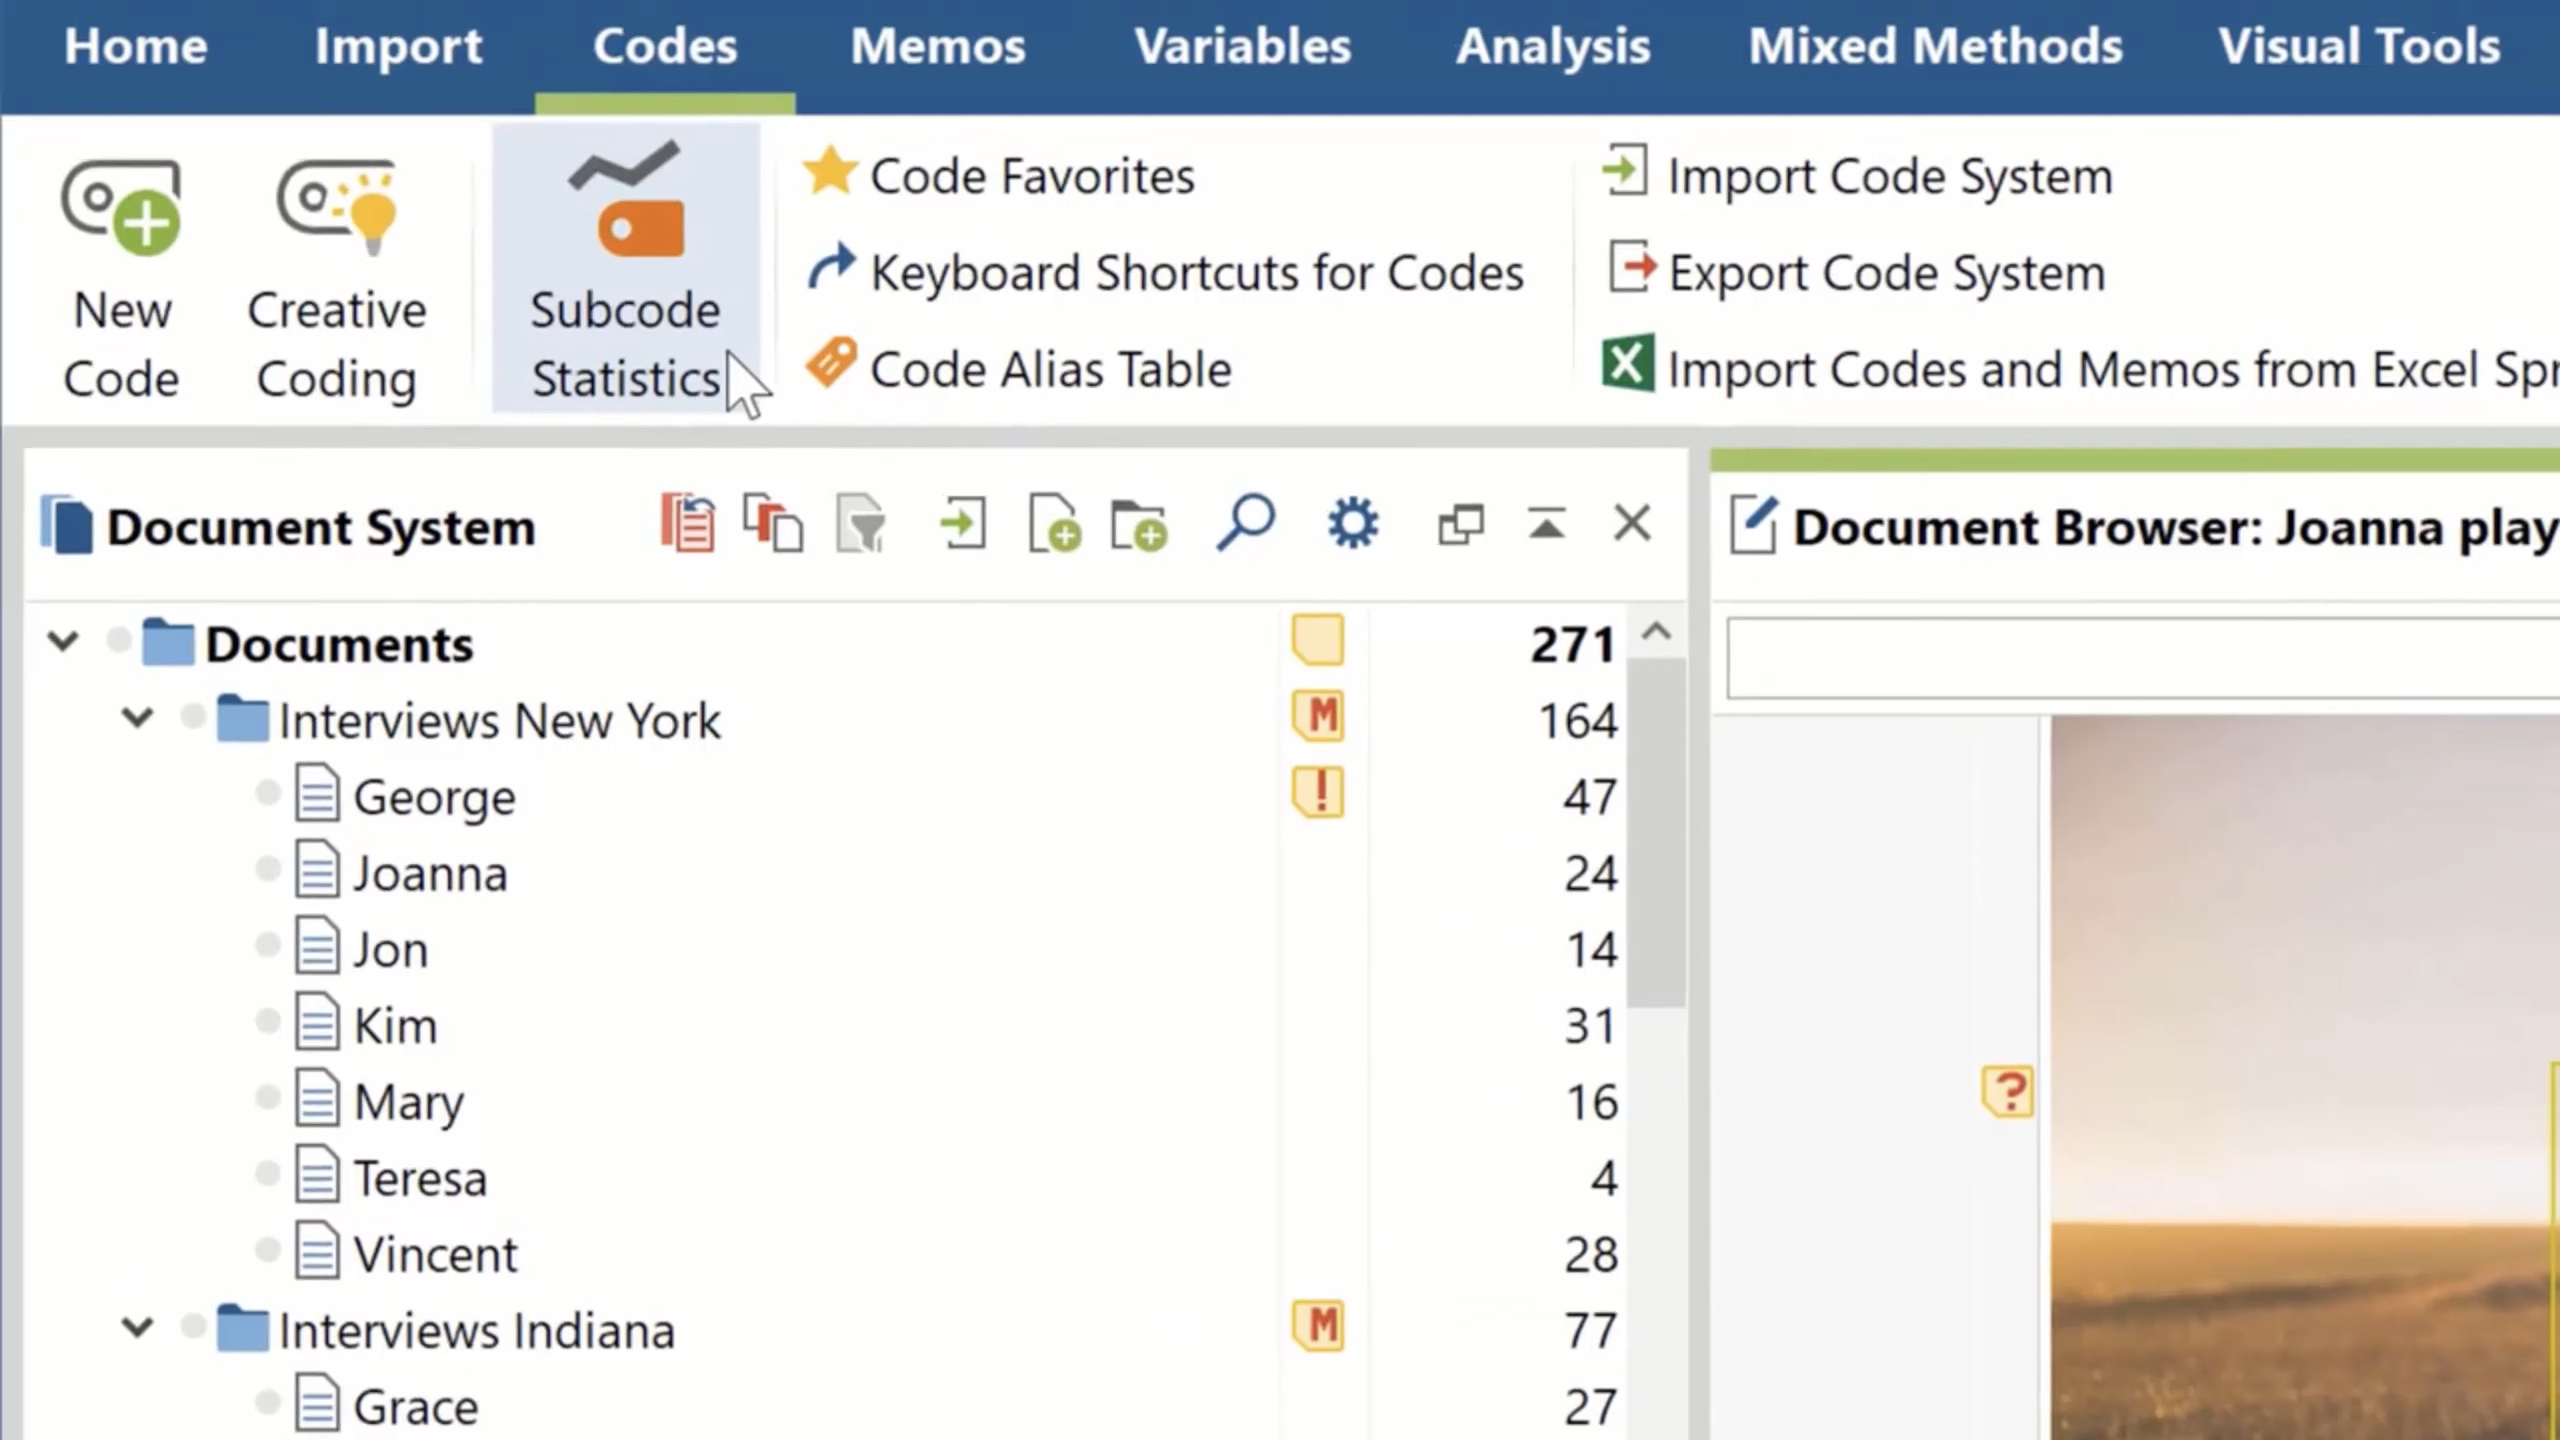 Home Import Codes Memos Variables Analysis Mixed Methods Visual Tools
New Code
Creative Coding
Subcode Statistics
Code Favorites
Keyboard Shortcuts for Codes
Code Alias Table
Import Code System
Export Code System
Import Codes and Memos from Excel Spr
Document System
Document Browser: Joanna play
Documents 271
Interviews New York M 164
George ! 47
Joanna 24
Jon 14
Kim 31
?
Mary 16
Teresa 4
Vincent 28
Interviews Indiana M 77
Grace 27